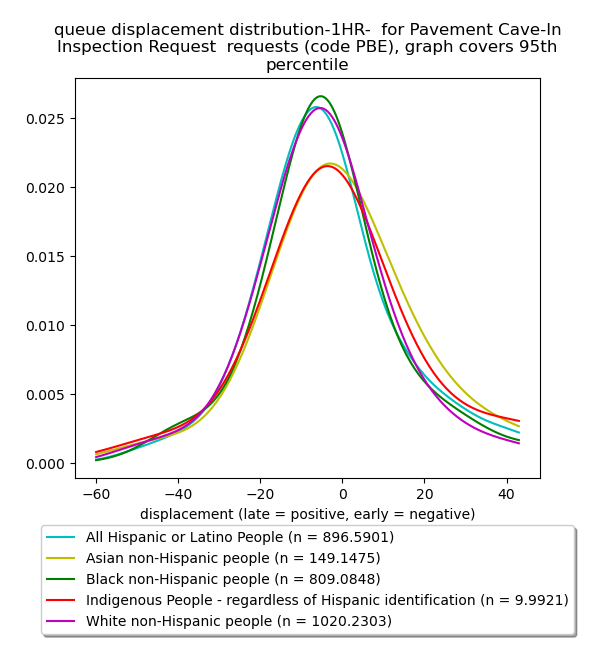 queue displacement distribution-1HR-  for Pavement Cave-In
Inspection Request  requests (code PBE), graph covers 95th
percentile
0.025
0.020
0.015
0.010
0.005
0.000
−60 −40 −20 0 20 40
displacement (late = positive, early = negative)
All Hispanic or Latino People (n = 896.5901)
Asian non-Hispanic people (n = 149.1475)
Black non-Hispanic people (n = 809.0848)
Indigenous People - regardless of Hispanic identification (n = 9.9921)
White non-Hispanic people (n = 1020.2303)